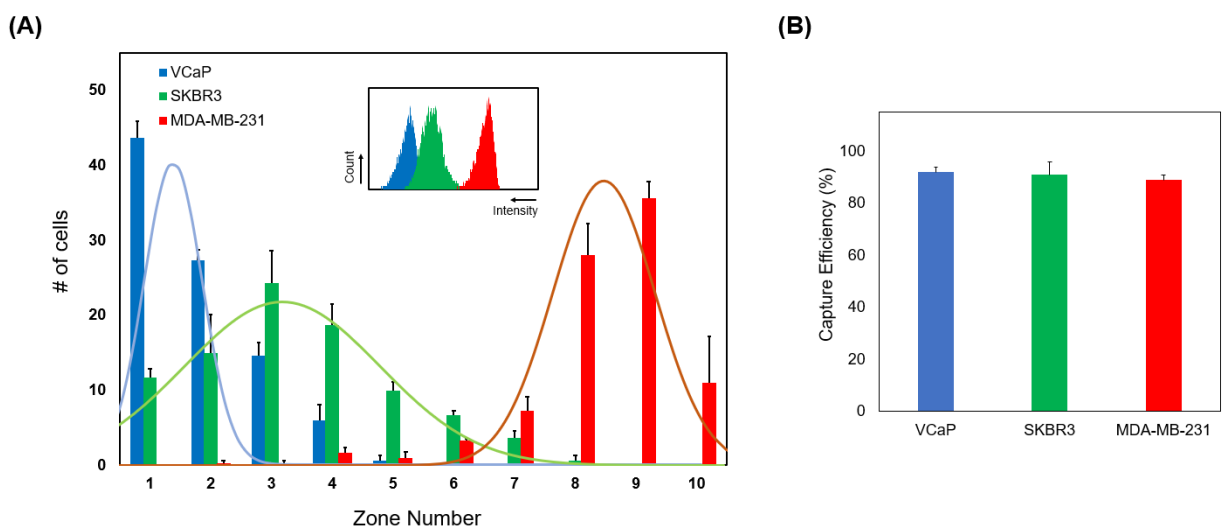 (A)
(B)
VCaP
SKBR3
MDA-MB-231
# of cells
50
40
30
20
10
0
Count
Intensity
1 2 3 4 5 6 7 8 9 10
Zone Number
Capture Efficiency (%)
100
80
60
40
20
0
VCaP SKBR3 MDA-MB-231